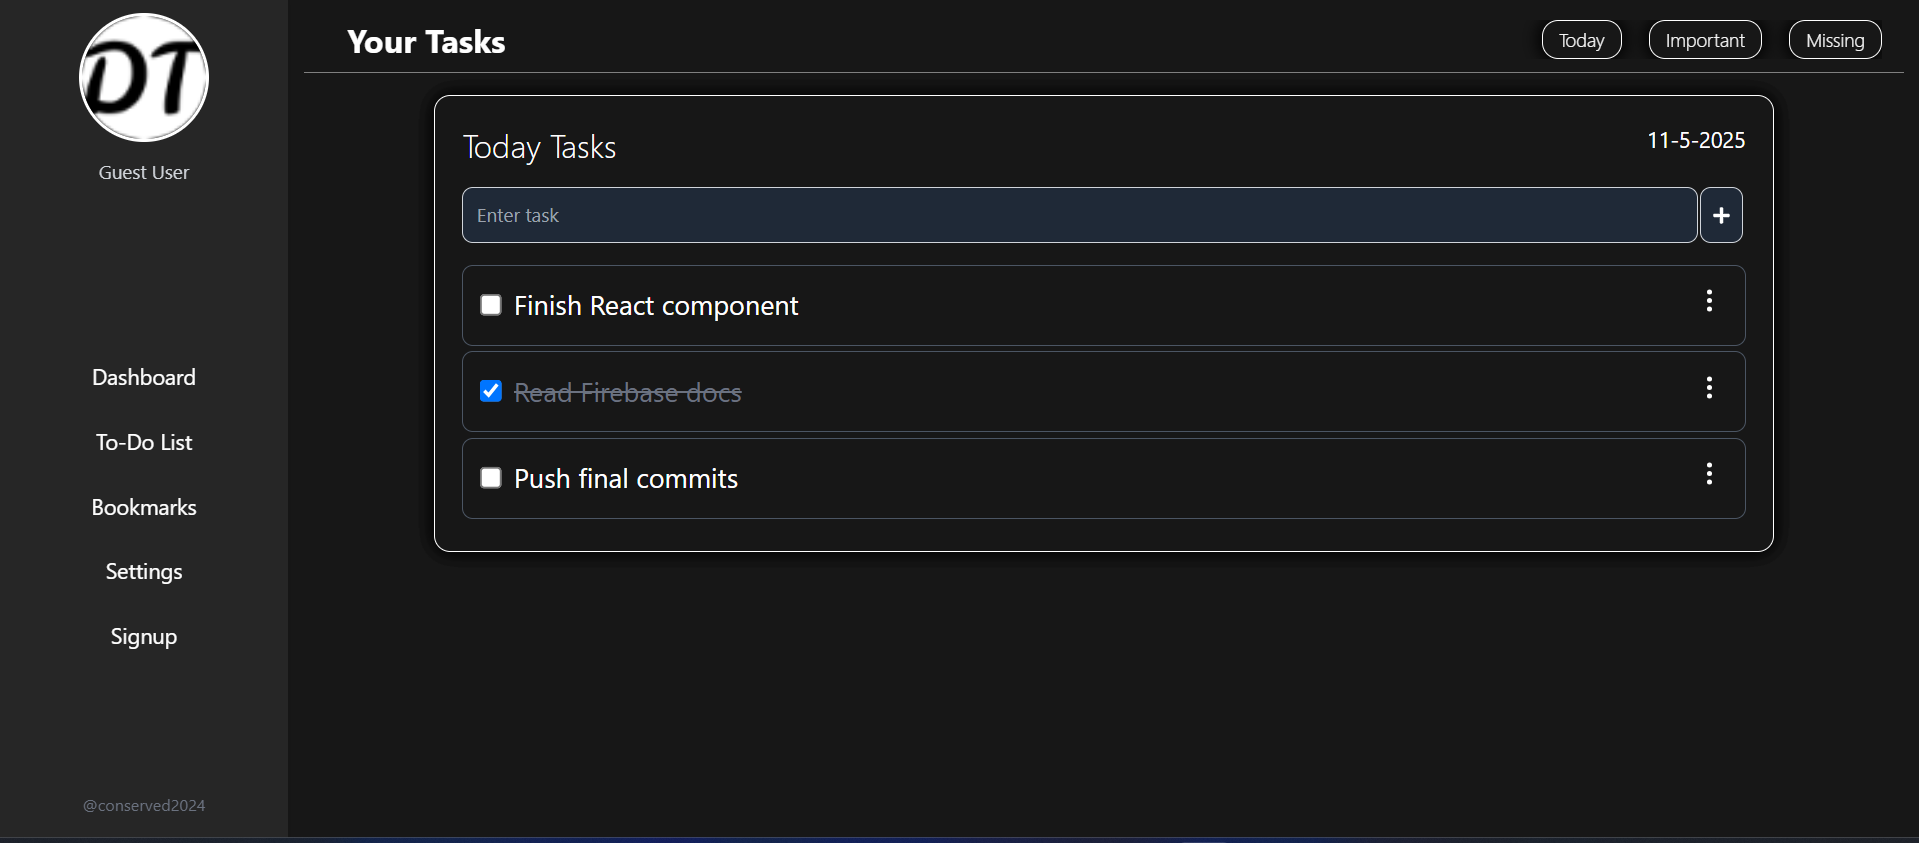 DT
Guest User
Dashboard
To-Do List
Bookmarks
Settings
Signup
@conserved2024
Your Tasks
Today
Important
Missing
Today Tasks
11-5-2025
Enter task
Finish React component
Read Firebase docs
Push final commits